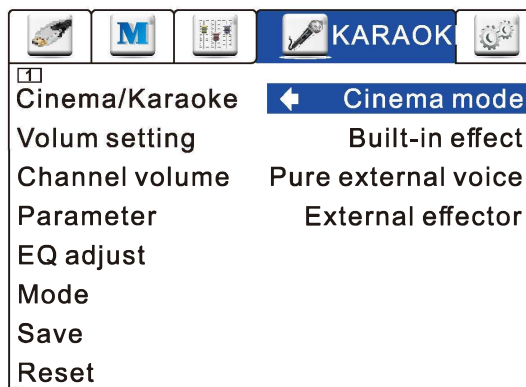 M KARAOK
1
Cinema/Karaoke Cinema mode
Volum setting Built-in effect
Channel volume Pure external voice
Parameter External effector
EQ adjust
Mode
Save
Reset